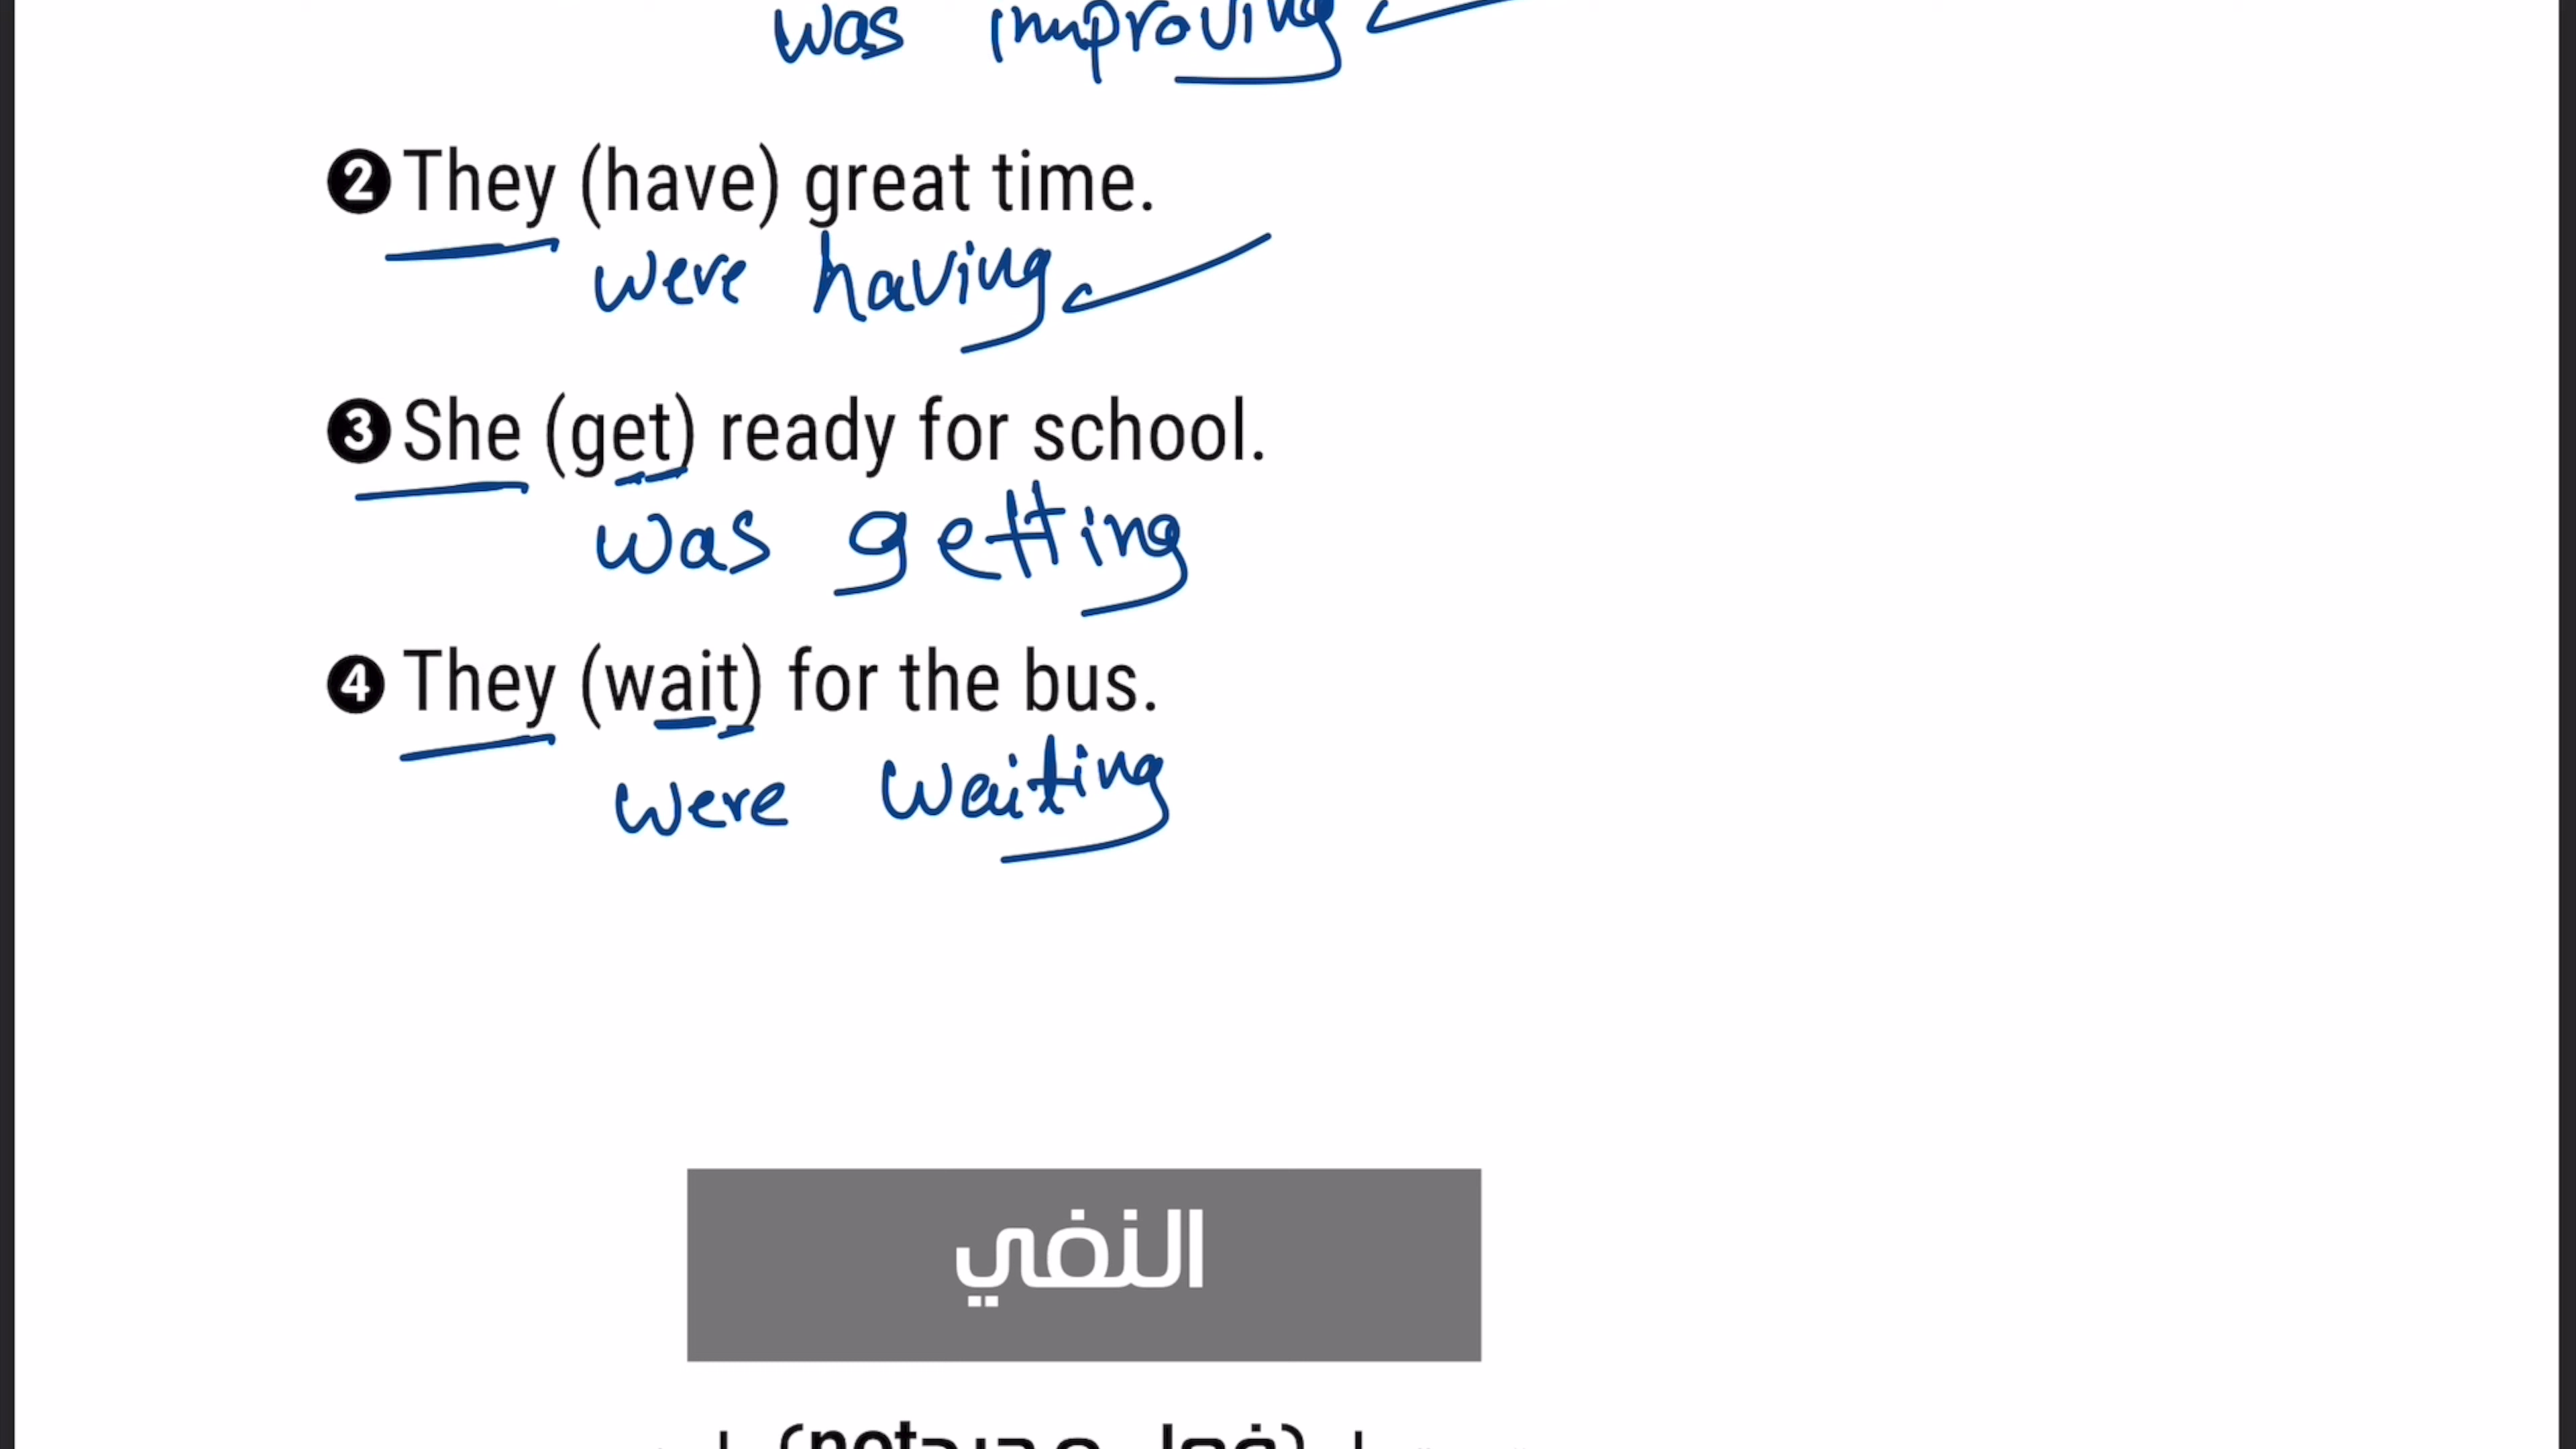 was improving
❷ They (have) great time.
were having
❸ She (get) ready for school.
was getting
❹ They (wait) for the bus.
were waiting
النفي